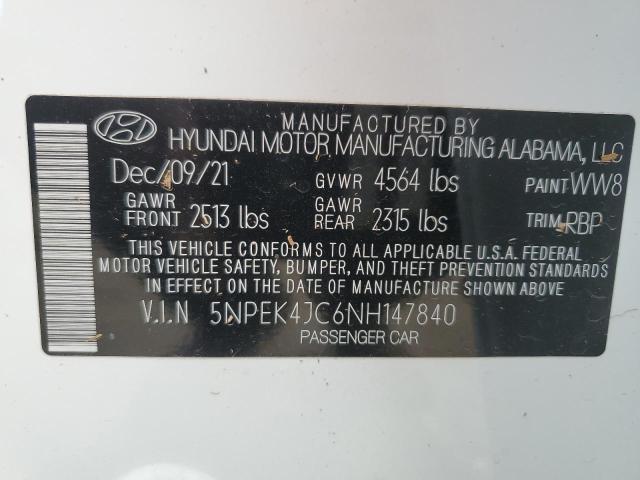 MANUFACTURED BY
HYUNDAI MOTOR MANUFACTURING ALABAMA, LLC
Dec/09/21 GVWR 4564 lbs PAINT WW8
GAWR FRONT 2513 lbs GAWR REAR 2315 lbs TRIM RBP
THIS VEHICLE CONFORMS TO ALL APPLICABLE U.S.A. FEDERAL
MOTOR VEHICLE SAFETY, BUMPER, AND THEFT PREVENTION STANDARDS
IN EFFECT ON THE DATE OF MANUFACTURE SHOWN ABOVE
V.I.N 5NPEK4JC6NH147840
PASSENGER CAR